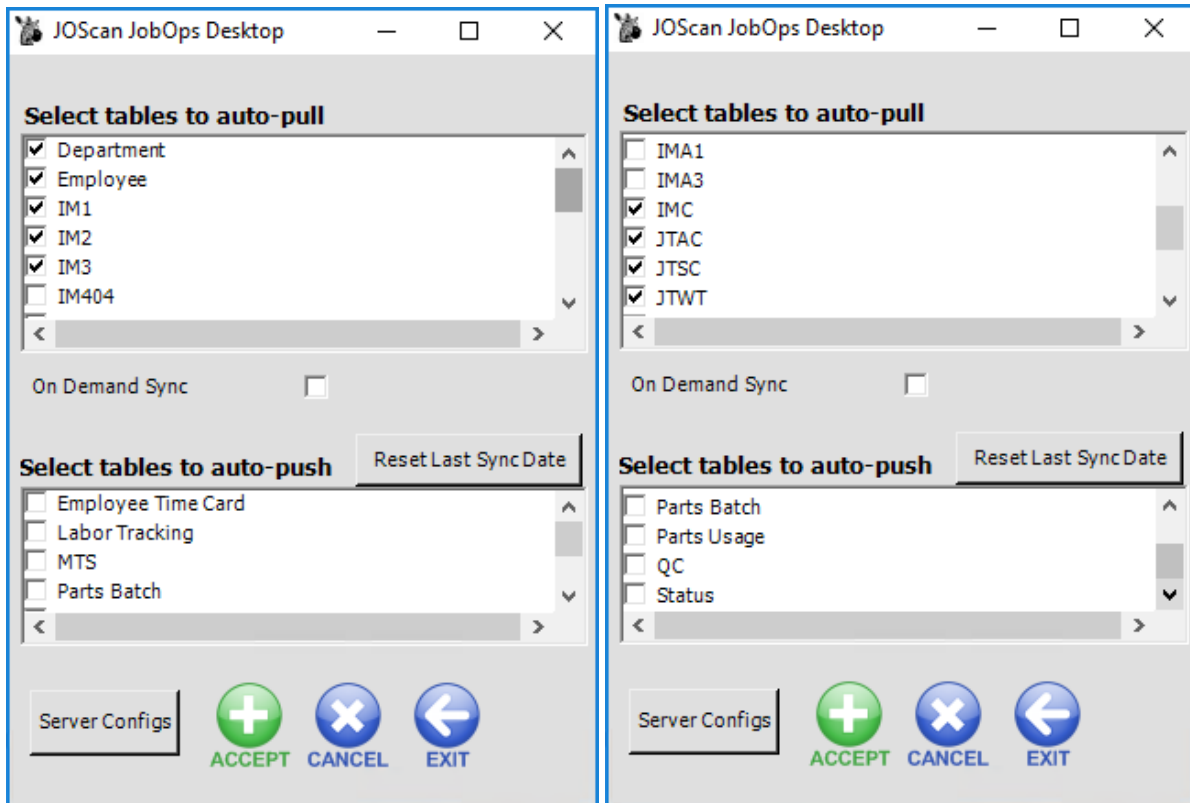 JOScan JobOps Desktop
Select tables to auto-pull
Department
Employee
IM1
IM2
IM3
IM404
On Demand Sync
Select tables to auto-push
Reset Last Sync Date
Employee Time Card
Labor Tracking
MTS
Parts Batch
Server Configs
ACCEPT
CANCEL
EXIT
JOScan JobOps Desktop
Select tables to auto-pull
IMA1
IMA3
IMC
JTAC
JTSC
JTWT
On Demand Sync
Select tables to auto-push
Reset Last Sync Date
Parts Batch
Parts Usage
QC
Status
Server Configs
ACCEPT
CANCEL
EXIT